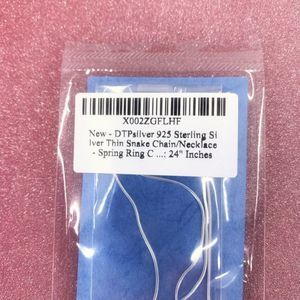 X002ZGFLHF
New - DTPsilver 925 Sterling Si
lver Thin Snake Chain/Necklace
- Spring Ring C ...: 24" Inches